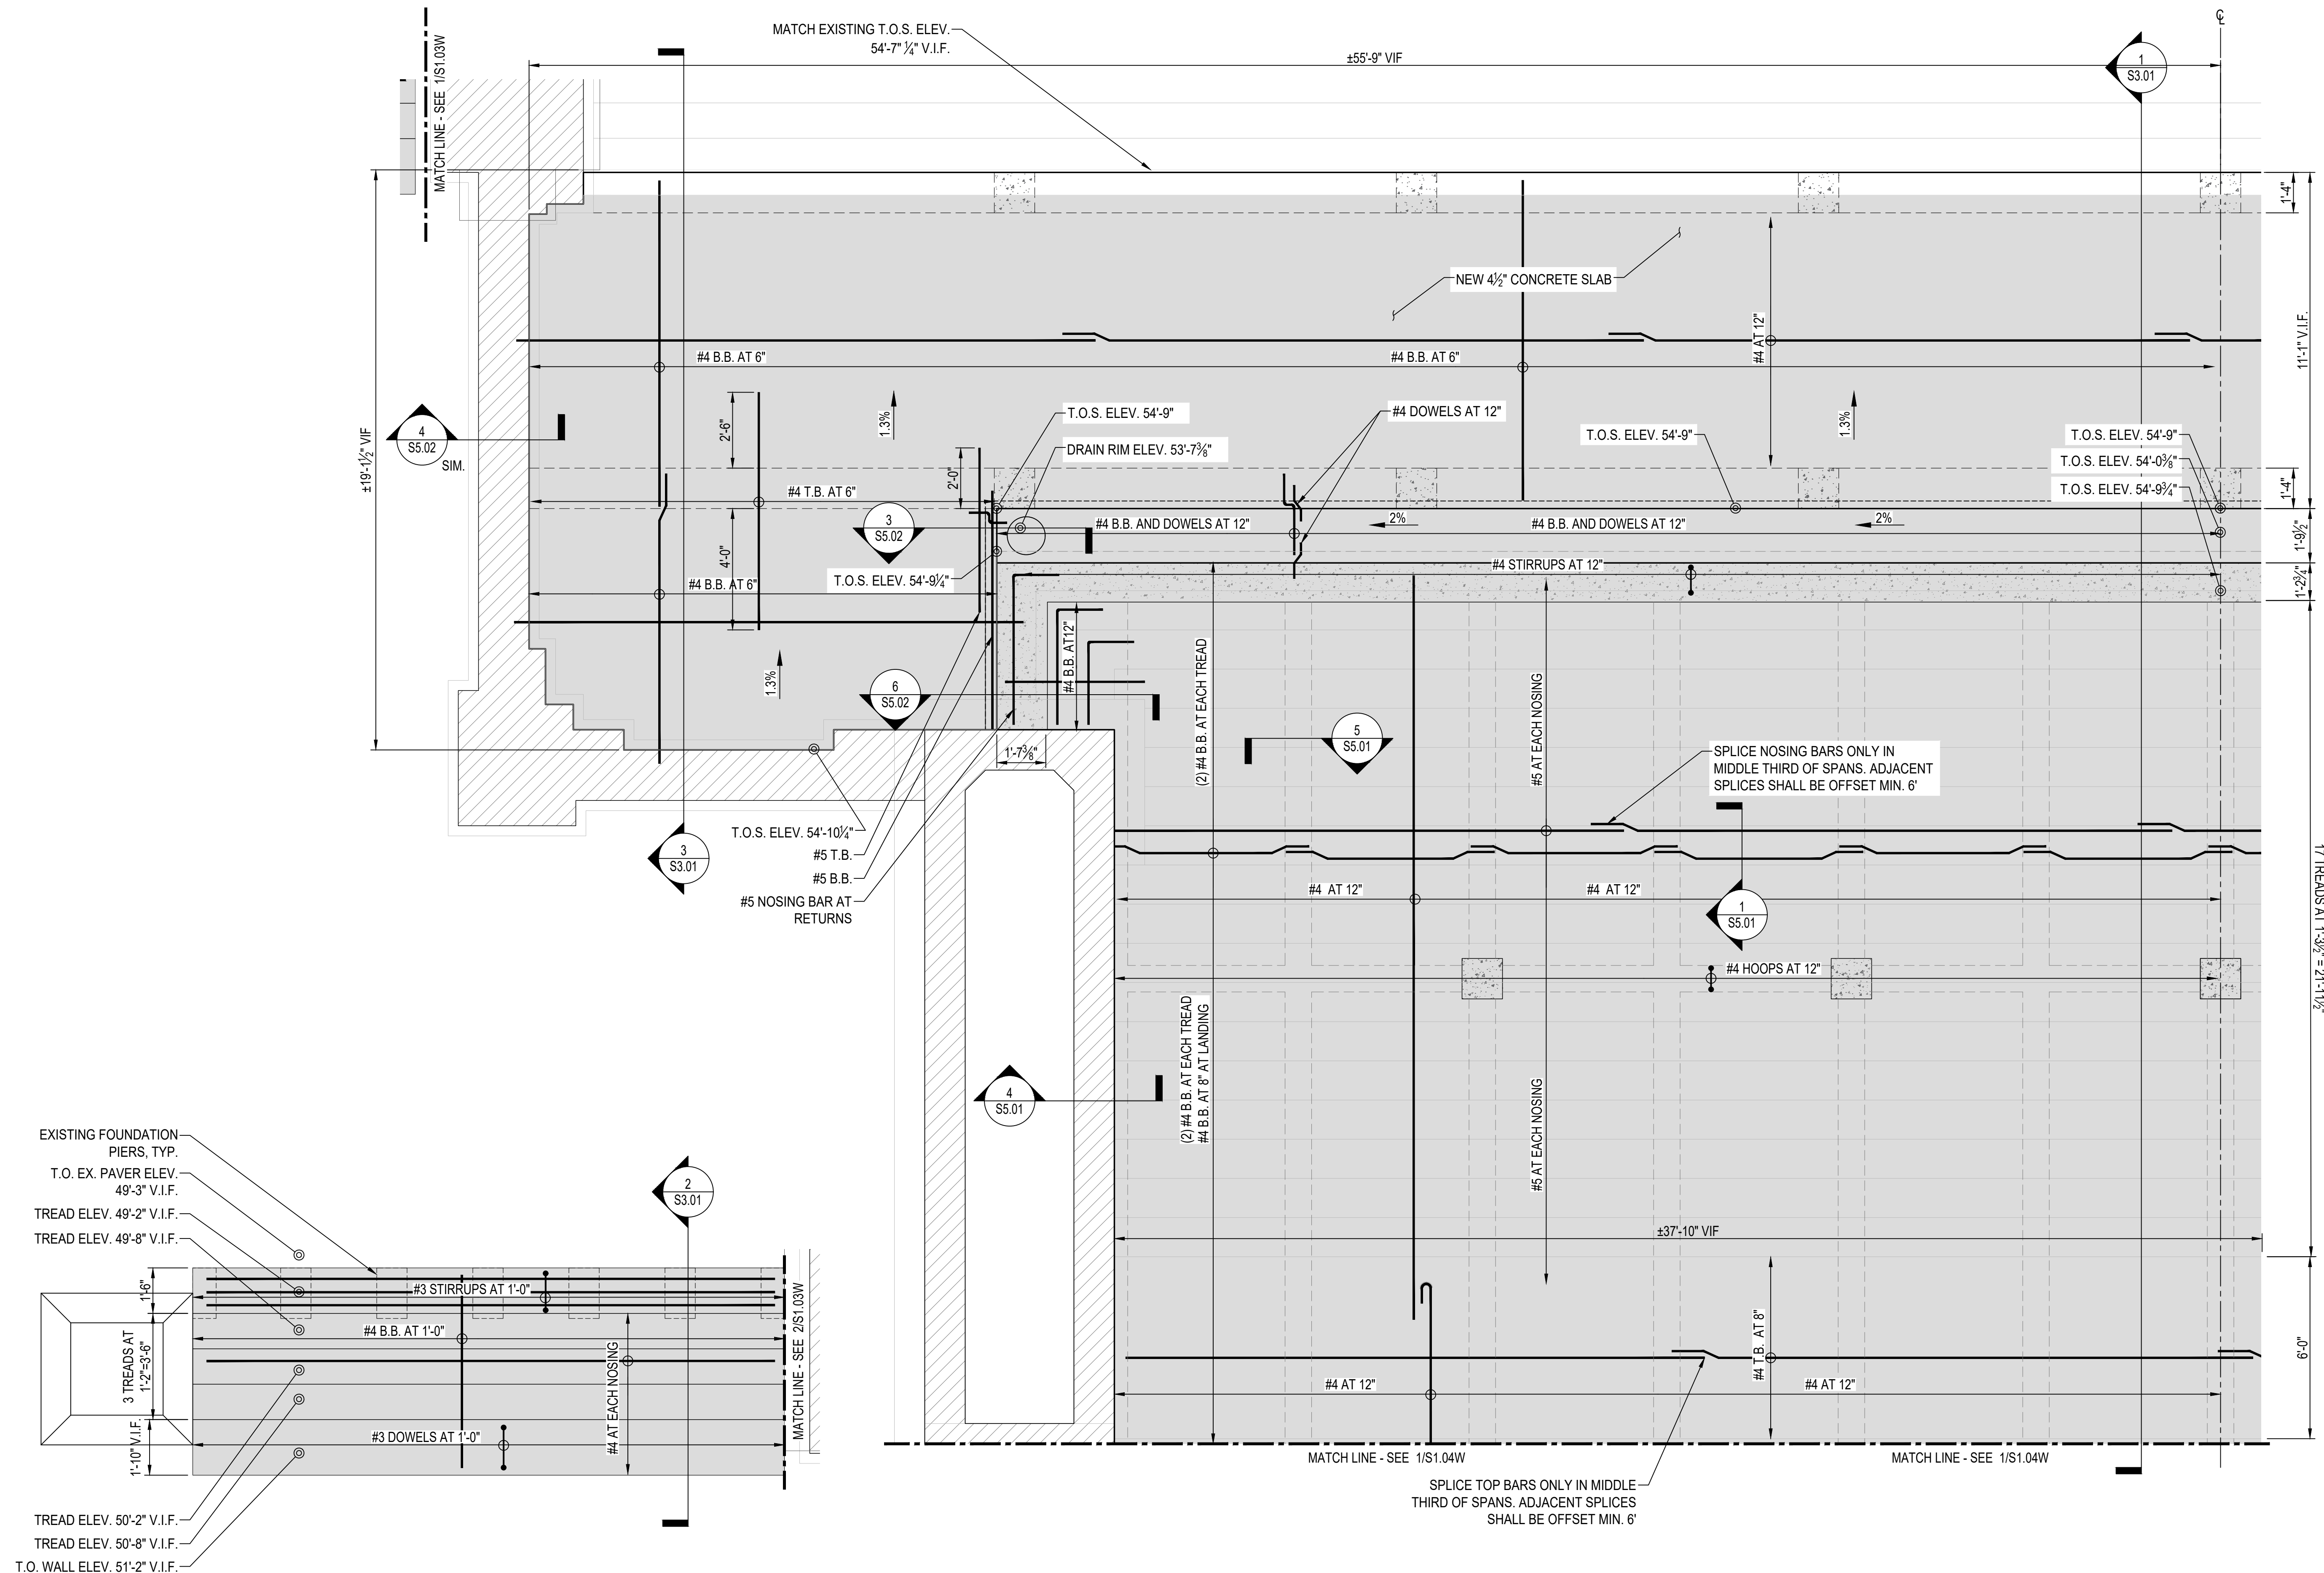 ℄
MATCH EXISTING T.O.S. ELEV.
54'-7" ¼" V.I.F.
MATCH LINE - SEE 1/S1.03W
±55'-9" VIF
1
S3.01
1'-4"
NEW 4½" CONCRETE SLAB
#4 AT 12"
11'-1" V.I.F.
#4 B.B. AT 6"
#4 B.B. AT 6"
±19'-1½" VIF
4
S5.02
SIM.
2'-6"
1.3%
T.O.S. ELEV. 54'-9"
DRAIN RIM ELEV. 53'-7⅜"
#4 DOWELS AT 12"
T.O.S. ELEV. 54'-9"
1.3%
T.O.S. ELEV. 54'-9"
T.O.S. ELEV. 54'-0⅜"
T.O.S. ELEV. 54'-9¾"
2'-0"
#4 T.B. AT 6"
1'-4"
3
S5.02
#4 B.B. AND DOWELS AT 12"
2%
#4 B.B. AND DOWELS AT 12"
2%
1'-9½"
4'-0"
#4 B.B. AT 6"
T.O.S. ELEV. 54'-9¼"
#4 STIRRUPS AT 12"
1'-2¾"
#4 B.B. AT12"
1.3%
6
S5.02
(2) #4 B.B. AT EACH TREAD
#5 AT EACH NOSING
1'-7⅜"
5
S5.01
SPLICE NOSING BARS ONLY IN
MIDDLE THIRD OF SPANS. ADJACENT
SPLICES SHALL BE OFFSET MIN. 6'
T.O.S. ELEV. 54'-10¼"
#5 T.B.
#5 B.B.
#5 NOSING BAR AT
RETURNS
3
S3.01
17 TREADS AT 1'-3½" = 21'-11½"
#4 AT 12"
#4 AT 12"
1
S5.01
#4 HOOPS AT 12"
(2) #4 B.B. AT EACH TREAD
#4 B.B. AT 8" AT LANDING
#5 AT EACH NOSING
4
S5.01
EXISTING FOUNDATION
PIERS, TYP.
T.O. EX. PAVER ELEV.
49'-3" V.I.F.
TREAD ELEV. 49'-2" V.I.F.
TREAD ELEV. 49'-8" V.I.F.
2
S3.01
±37'-10" VIF
1'-6"
#3 STIRRUPS AT 1'-0"
#4 B.B. AT 1'-0"
3 TREADS AT
1'-2"=3'-6"
#4 AT EACH NOSING
MATCH LINE - SEE 2/S1.03W
#4 T.B. AT 8"
6'-0"
#4 AT 12"
#4 AT 12"
1'-10" V.I.F.
#3 DOWELS AT 1'-0"
MATCH LINE - SEE 1/S1.04W
MATCH LINE - SEE 1/S1.04W
SPLICE TOP BARS ONLY IN MIDDLE
THIRD OF SPANS. ADJACENT SPLICES
SHALL BE OFFSET MIN. 6'
TREAD ELEV. 50'-2" V.I.F.
TREAD ELEV. 50'-8" V.I.F.
T.O. WALL ELEV. 51'-2" V.I.F.